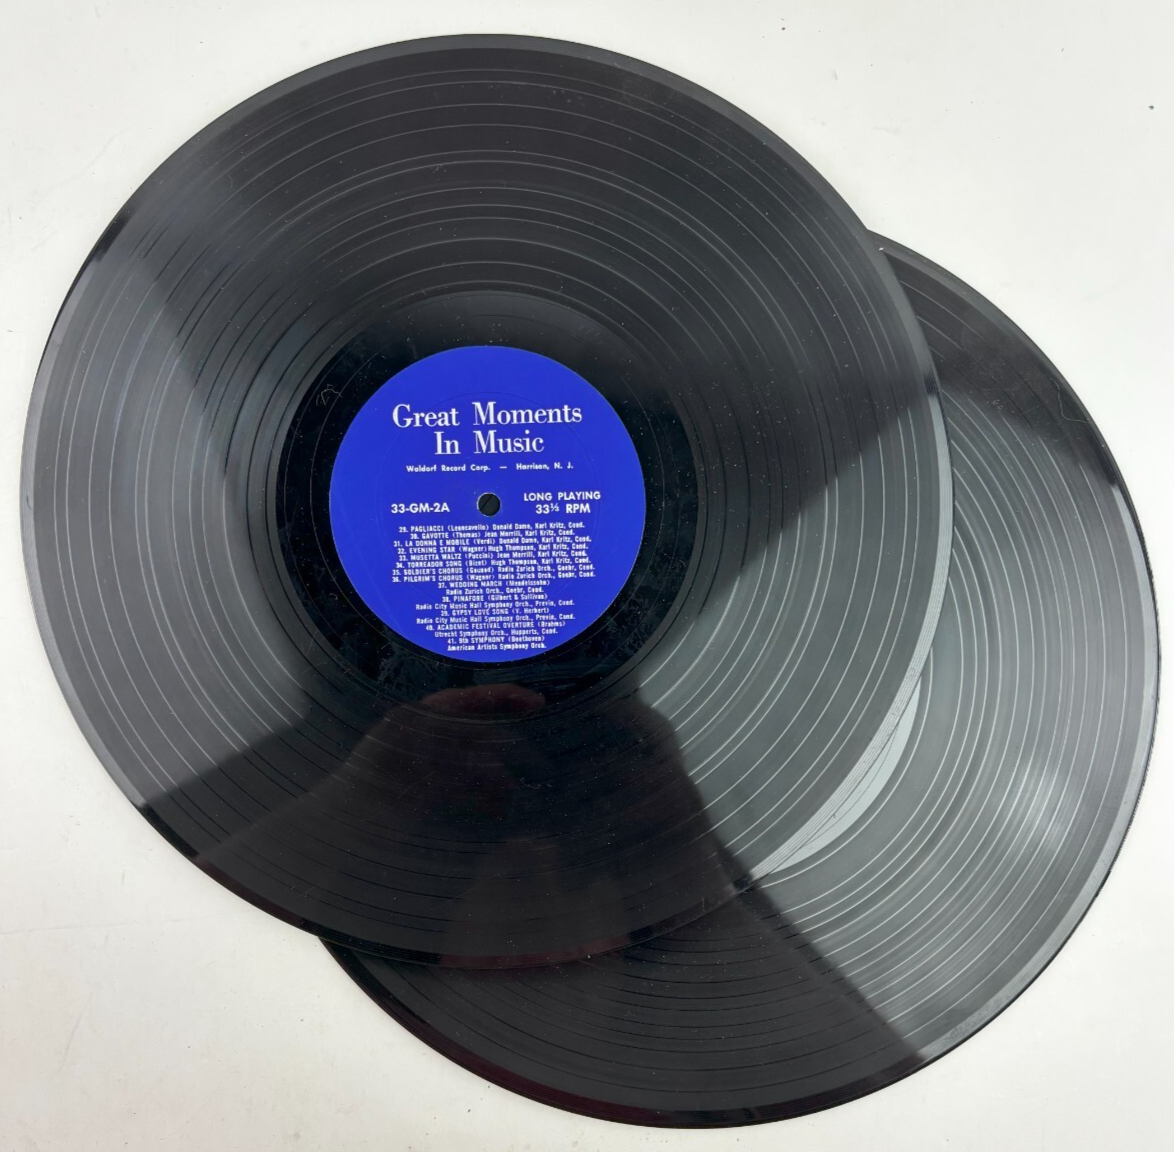 Great Moments
In Music
Waldorf Record Corp. — Harrison, N. J.
33-GM-2A
LONG PLAYING
33⅓ RPM
29. PAGLIACCI (Leoncavallo) Donald Dame, Karl Kritz, Cond.
30. GAVOTTE (Thomas) Jean Merrill, Karl Kritz, Cond.
31. LA DONNA E MOBILE (Verdi) Donald Dame, Karl Kritz, Cond.
32. EVENING STAR (Wagner) Hugh Thompson, Karl Kritz, Cond.
33. MUSETTA WALTZ (Puccini) Jean Merrill, Karl Kritz, Cond.
34. TORREADOR SONG (Bizet) Hugh Thompson, Karl Kritz, Cond.
35. SOLDIER'S CHORUS (Gounod) Radio Zurich Orch., Goehr, Cond.
36. PILGRIM'S CHORUS (Wagner) Radio Zurich Orch., Goehr, Cond.
37. WEDDING MARCH (Mendelssohn)
Radio Zurich Orch., Goehr, Cond.
38. PINAFORE (Gilbert & Sullivan)
Radio City Music Hall Symphony Orch., Previn, Cond.
39. GYPSY LOVE SONG (V. Herbert)
Radio City Music Hall Symphony Orch., Previn, Cond.
40. ACADEMIC FESTIVAL OVERTURE (Brahms)
Utrecht Symphony Orch., Hupperts, Cond.
41. 9th SYMPHONY (Beethoven)
American Artists Symphony Orch.